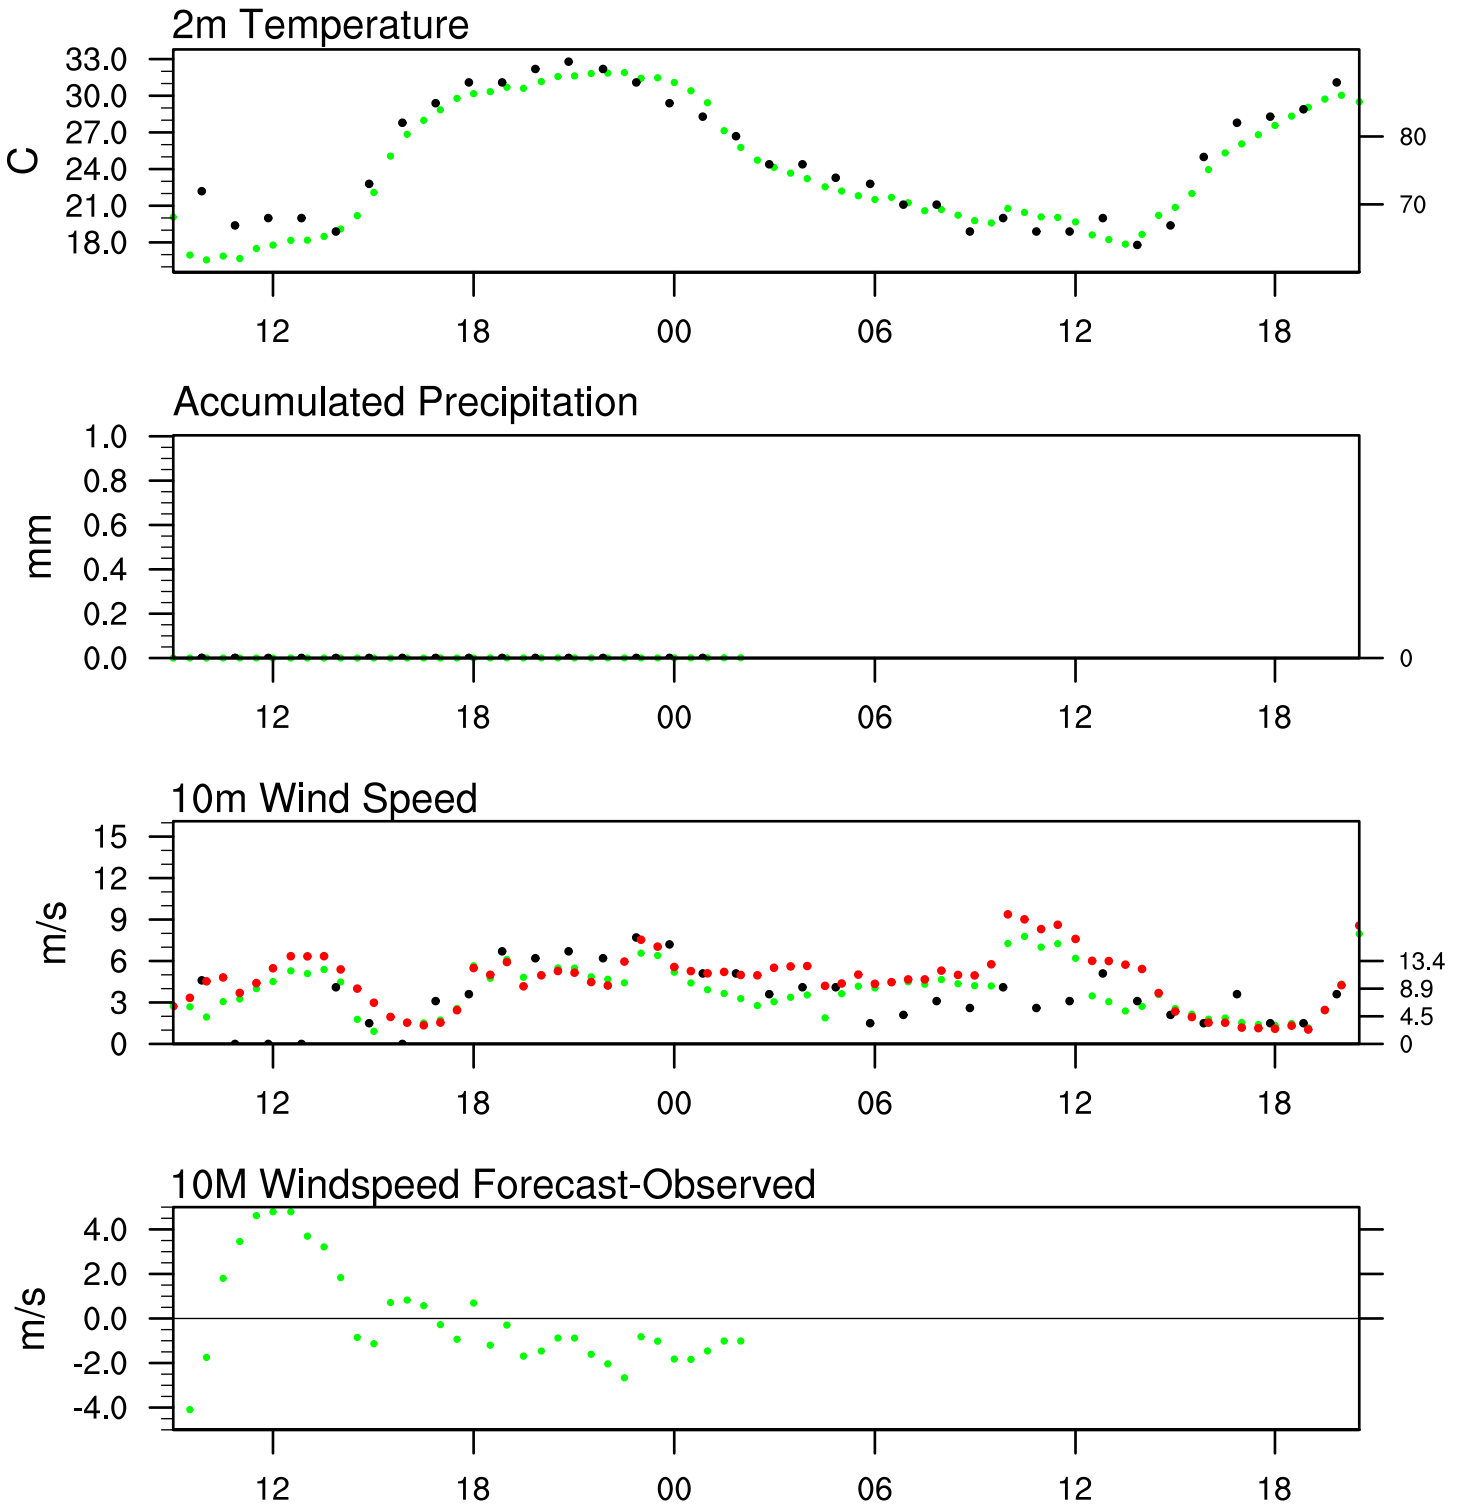 2m Temperature
33.0
30.0
27.0
24.0
21.0
18.0
C
80
70
12 18 00 06 12 18
Accumulated Precipitation
1.0
0.8
0.6
0.4
0.2
0.0
mm
0
12 18 00 06 12 18
10m Wind Speed
15
12
9
6
3
0
m/s
13.4
8.9
4.5
0
12 18 00 06 12 18
10M Windspeed Forecast-Observed
4.0
2.0
0.0
-2.0
-4.0
m/s
12 18 00 06 12 18